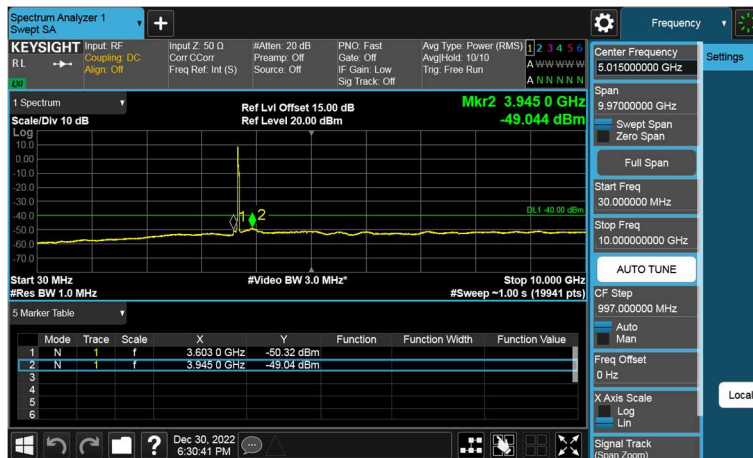 Spectrum Analyzer 1
Swept SA
Frequency
KEYSIGHT
RL
LXI
Input: RF
Coupling: DC
Align: Off
Input Z: 50 Ω
Corr CCorr
Freq Ref: Int (S)
#Atten: 20 dB
Preamp: Off
Source: Off
PNO: Fast
Gate: Off
IF Gain: Low
Sig Track: Off
Avg Type: Power (RMS)
Avg|Hold: 10/10
Trig: Free Run
1 2 3 4 5 6
A W W W W W
A N N N N N
1 Spectrum
Scale/Div 10 dB
Ref Lvl Offset 15.00 dB
Ref Level 20.00 dBm
Mkr2 3.945 0 GHz
-49.044 dBm
Log
10.0
0.00
-10.0
-20.0
-30.0
-40.0
-50.0
-60.0
-70.0
1
2
DL1 -40.00 dBm
Start 30 MHz
#Res BW 1.0 MHz
#Video BW 3.0 MHz*
Stop 10.000 GHz
#Sweep ~1.00 s (19941 pts)
5 Marker Table
Mode Trace Scale X Y Function Function Width Function Value
1 N 1 f 3.603 0 GHz -50.32 dBm
2 N 1 f 3.945 0 GHz -49.04 dBm
3
4
5
6
Dec 30, 2022
6:30:41 PM
Center Frequency
5.015000000 GHz
Settings
Span
9.97000000 GHz
Swept Span
Zero Span
Full Span
Start Freq
30.000000 MHz
Stop Freq
10.000000000 GHz
AUTO TUNE
CF Step
997.000000 MHz
Auto
Man
Freq Offset
0 Hz
X Axis Scale
Log
Lin
Local
Signal Track
(Span Zoom)